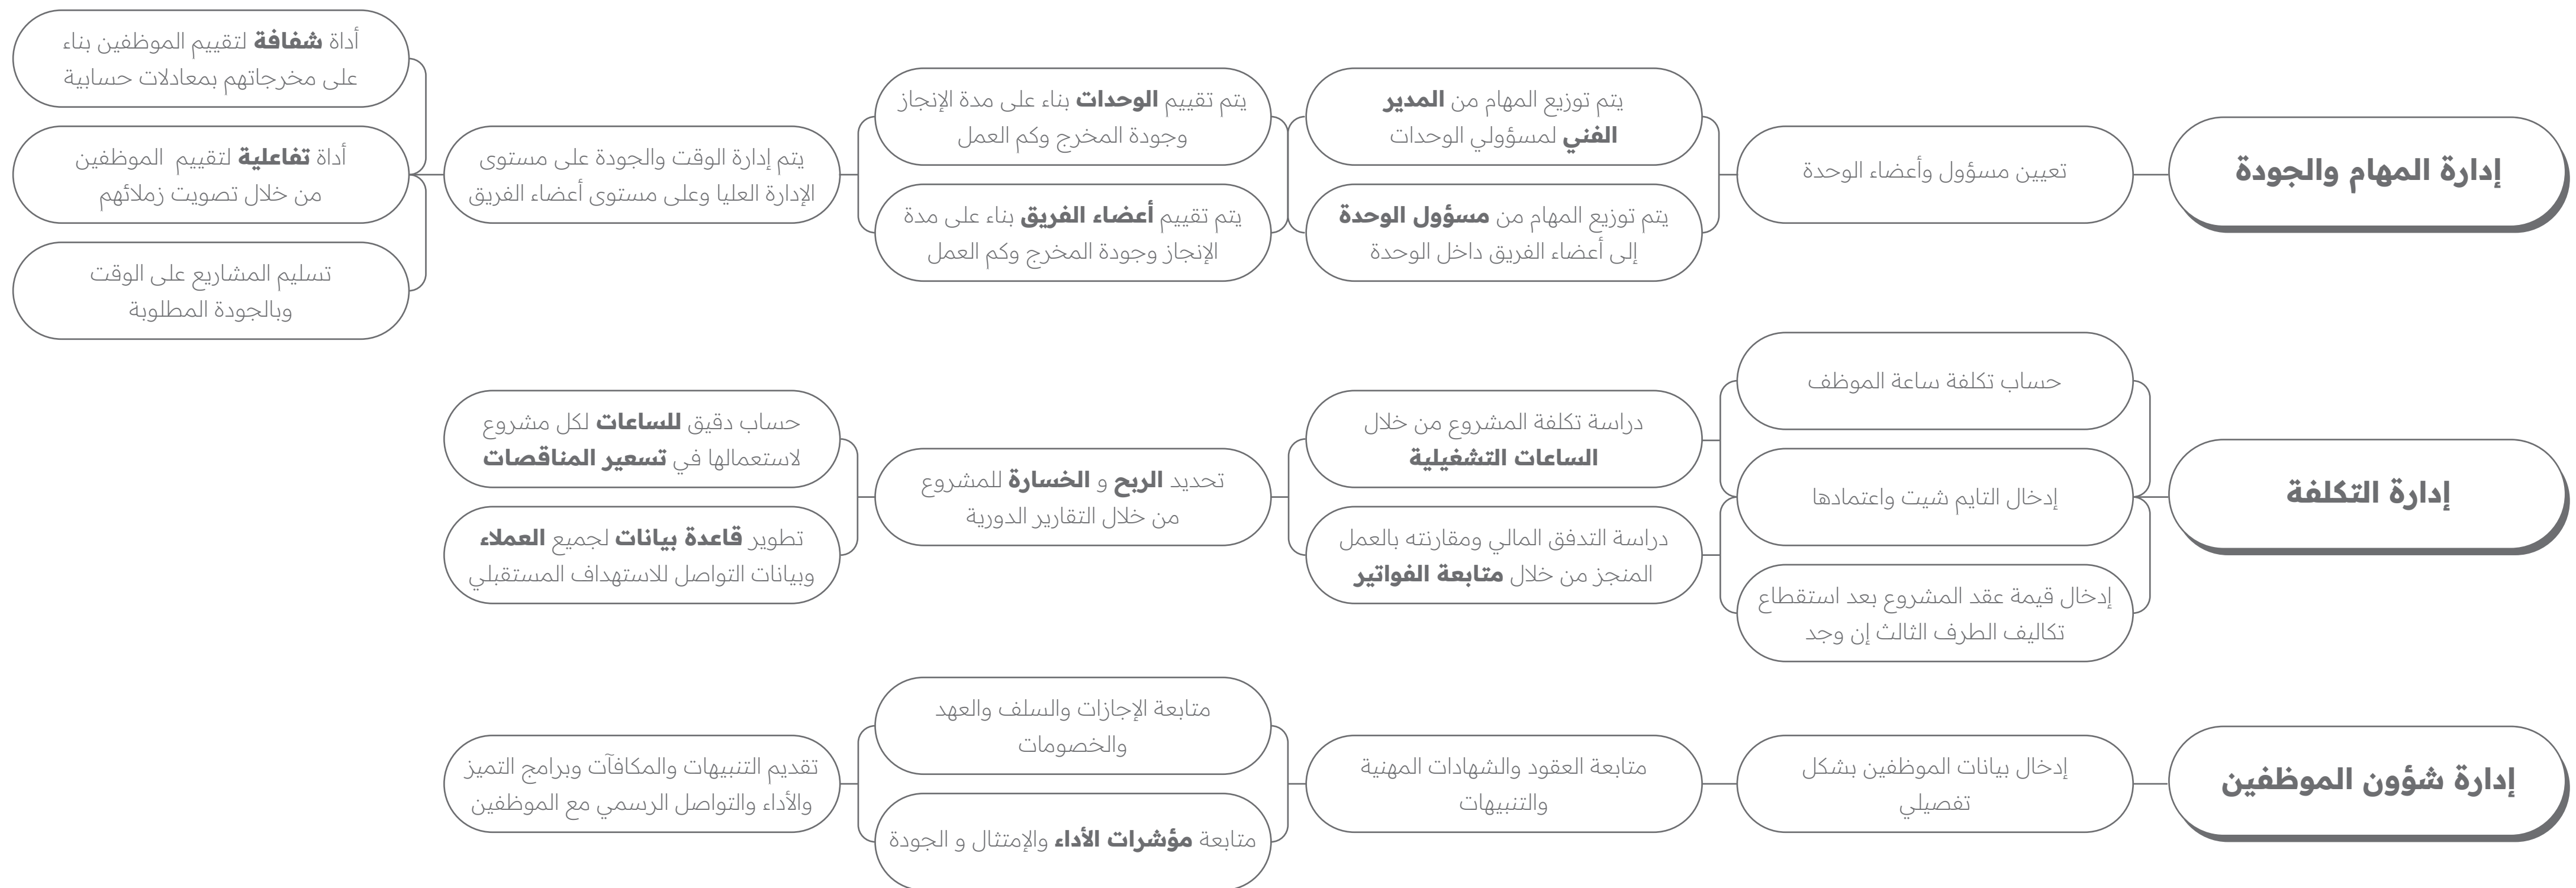 إدارة المهام والجودة
تعيين مسؤول وأعضاء الوحدة
يتم توزيع المهام من المدير
الفني لمسؤولي الوحدات
يتم توزيع المهام من مسؤول الوحدة
إلى أعضاء الفريق داخل الوحدة
يتم تقييم الوحدات بناء على مدة الإنجاز
وجودة المخرج وكم العمل
يتم تقييم أعضاء الفريق بناء على مدة
الإنجاز وجودة المخرج وكم العمل
يتم إدارة الوقت والجودة على مستوى
الإدارة العليا وعلى مستوى أعضاء الفريق
أداة شفافة لتقييم الموظفين بناء
على مخرجاتهم بمعادلات حسابية
أداة تفاعلية لتقييم الموظفين
من خلال تصويت زملائهم
تسليم المشاريع على الوقت
وبالجودة المطلوبة
إدارة التكلفة
حساب تكلفة ساعة الموظف
إدخال التايم شيت واعتمادها
إدخال قيمة عقد المشروع بعد استقطاع
تكاليف الطرف الثالث إن وجد
دراسة تكلفة المشروع من خلال
الساعات التشغيلية
دراسة التدفق المالي ومقارنته بالعمل
المنجز من خلال متابعة الفواتير
تحديد الربح و الخسارة للمشروع
من خلال التقارير الدورية
حساب دقيق للساعات لكل مشروع
لاستعمالها في تسعير المناقصات
تطوير قاعدة بيانات لجميع العملاء
وبيانات التواصل للاستهداف المستقبلي
إدارة شؤون الموظفين
إدخال بيانات الموظفين بشكل
تفصيلي
متابعة العقود والشهادات المهنية
والتنبيهات
متابعة الإجازات والسلف والعهد
والخصومات
متابعة مؤشرات الأداء والإمتثال و الجودة
تقديم التنبيهات والمكافآت وبرامج التميز
والأداء والتواصل الرسمي مع الموظفين